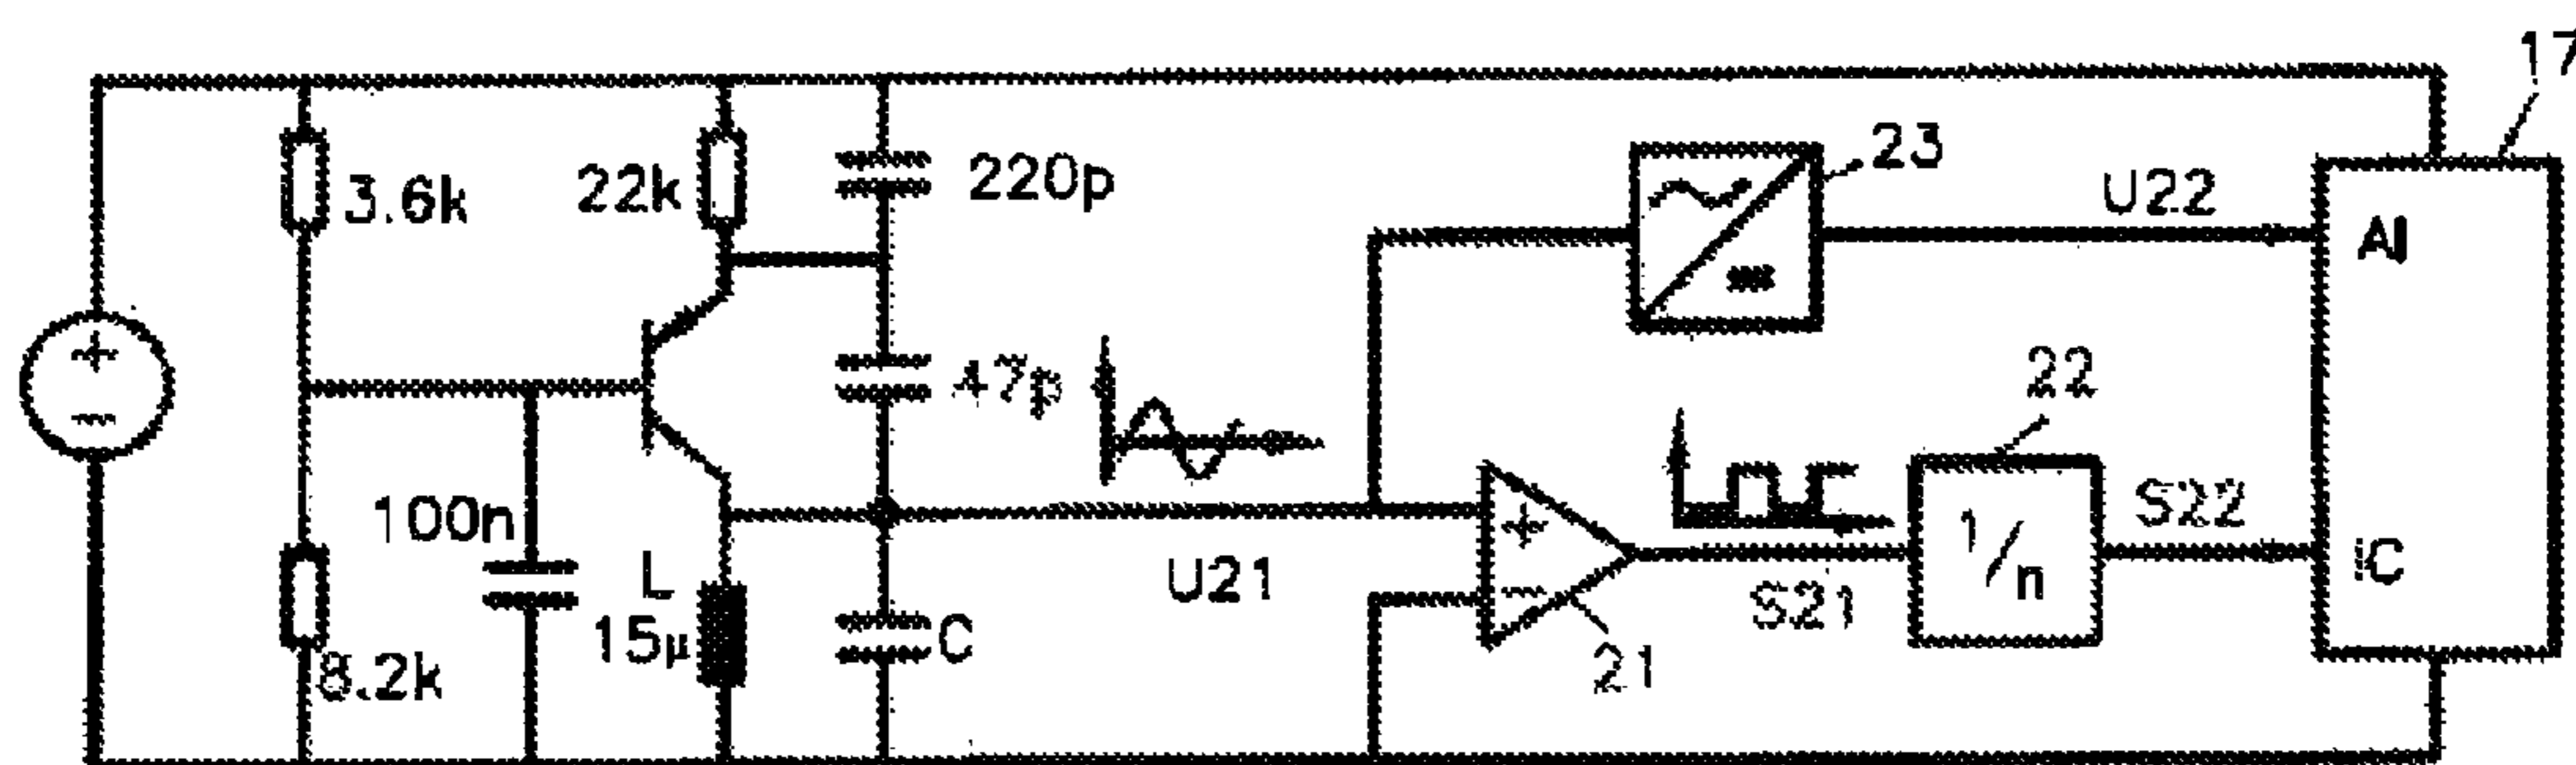 17
3.6k
22k
220p
23
U22
AI
47p
22
100n
L
15µ
C
U21
+
−
21
S21
1/n
S22
IC
8.2k
+
−